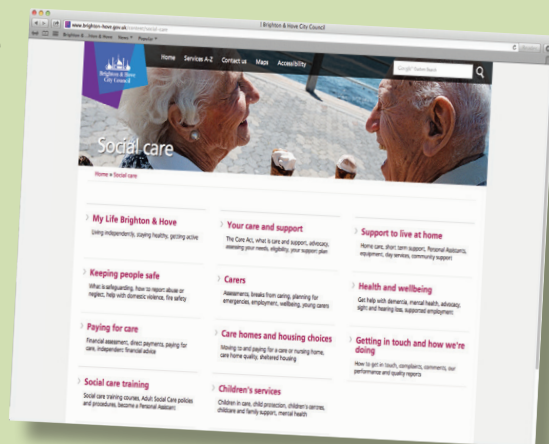 Brighton & Hove City Council
www.brighton-hove.gov.uk/content/social-care
News Popular
Brighton & Hove
City Council
Home Services A-Z Contact us Maps Accessibility
Google Custom Search
Social care
Home » Social care
My Life Brighton & Hove
Living independently, staying healthy, getting active
Your care and support
The Care Act, what is care and support, advocacy,
assessing your needs, eligibility, your support plan
Support to live at home
Home care, short term support, Personal Assistants,
equipment, day services, community support
Keeping people safe
What is safeguarding, how to report abuse or
neglect, help with domestic violence, fire safety
Carers
Assessments, breaks from caring, planning for
emergencies, employment, wellbeing, young carers
Health and wellbeing
Get help with dementia, mental health, advocacy,
sight and hearing loss, supported employment
Paying for care
Financial assessment, direct payments, paying for
care, independent financial advice
Care homes and housing choices
Moving to and paying for a care or nursing home,
care home quality, sheltered housing
Getting in touch and how we're
doing
How to get in touch, compliments, comments, our
performance and quality reports
Social care training
Social care training courses, Adult Social Care policies
and procedures, become a Personal Assistant
Children's services
Children in care, child protection, children's centres,
childcare and family support, mental health